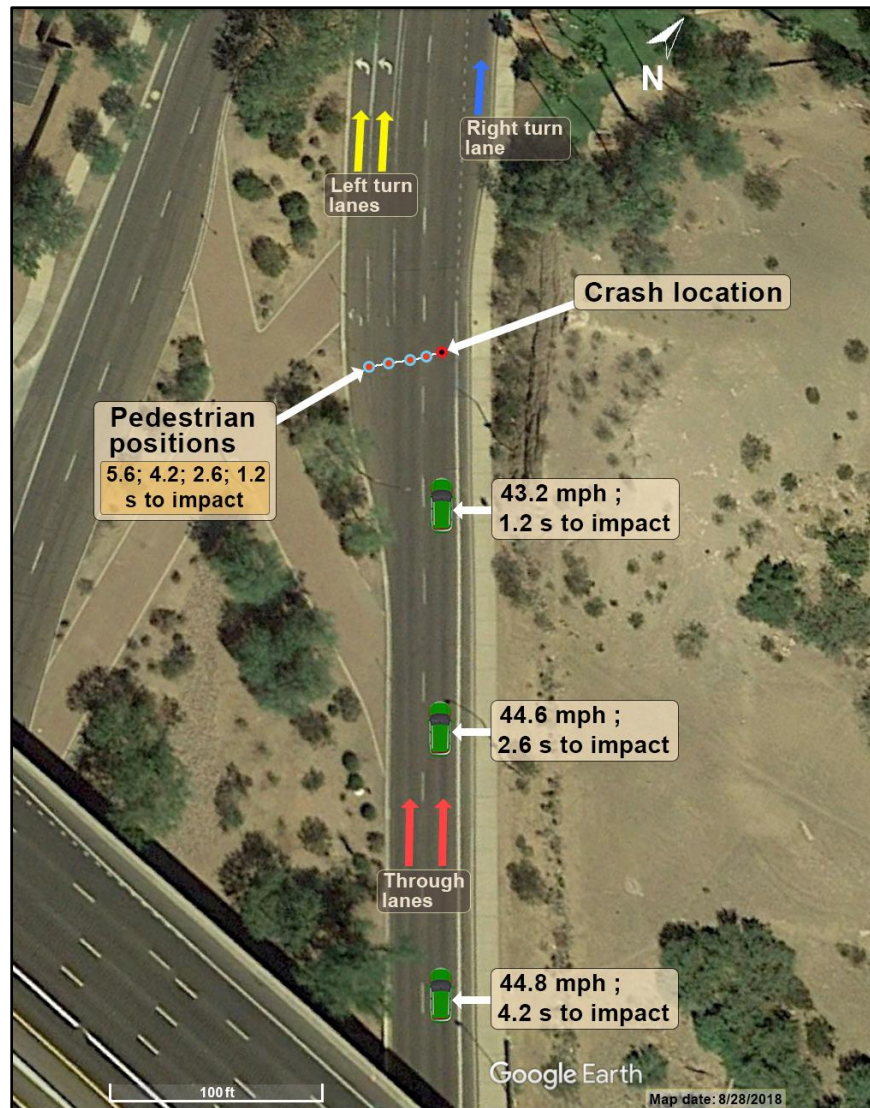 N
Right turn
lane
Left turn
lanes
Crash location
Pedestrian
positions
5.6; 4.2; 2.6; 1.2
s to impact
43.2 mph ;
1.2 s to impact
44.6 mph ;
2.6 s to impact
Through
lanes
44.8 mph ;
4.2 s to impact
Google Earth
100 ft
Map date: 8/28/2018